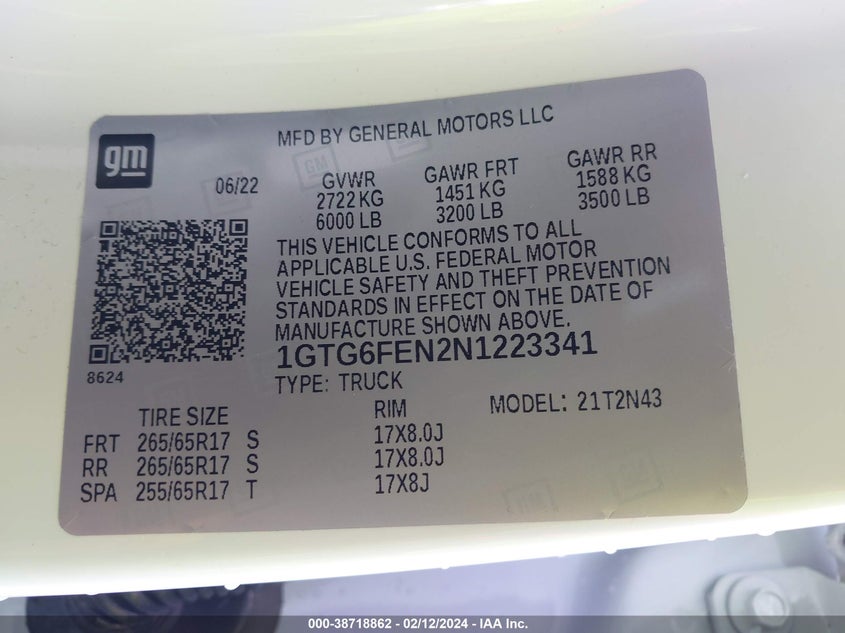 MFD BY GENERAL MOTORS LLC
gm
06/22
GVWR GAWR FRT GAWR RR
2722 KG 1451 KG 1588 KG
6000 LB 3200 LB 3500 LB
THIS VEHICLE CONFORMS TO ALL
APPLICABLE U.S. FEDERAL MOTOR
VEHICLE SAFETY AND THEFT PREVENTION
STANDARDS IN EFFECT ON THE DATE OF
MANUFACTURE SHOWN ABOVE.
1GTG6FEN2N1223341
8624
TYPE: TRUCK
TIRE SIZE RIM MODEL: 21T2N43
FRT 265/65R17 S 17X8.0J
RR 265/65R17 S 17X8.0J
SPA 255/65R17 T 17X8J
GM
000-38718862 - 02/12/2024 - IAA Inc.